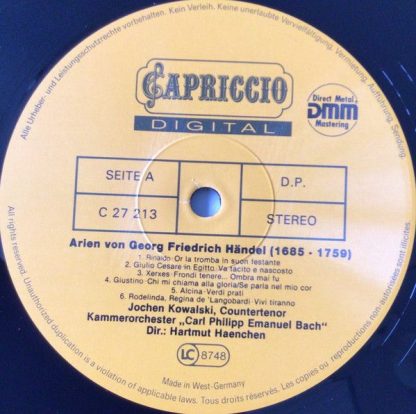 Alle Urheber- und Leistungsschutzrechte vorbehalten. Kein Verleih. Keine unerlaubte Vervielfältigung, Vermietung, Aufführung, Sendung.
CAPRICCIO
DIGITAL
Direct Metal
DMM
Mastering
SEITE A
D.P.
C 27 213
STEREO
Arien von Georg Friedrich Händel (1685 - 1759)
1. Rinaldo·Or la tromba in suon festante
2. Giulio Cesare in Egitto·Va tacito e nascosto
3. Xerxes·Frondi tenere... Ombra mai fu
4. Giustino·Chi mi chiama alla gloria/Se parla nel mio cor
5. Alcina·Verdi prati
6. Rodelinda, Regina de 'Langobardi·Vivi tiranno
Jochen Kowalski, Countertenor
Kammerorchester „Carl Philipp Emanuel Bach"
Dir.: Hartmut Haenchen
LC 8748
Made in West-Germany
All rights reserved. Unauthorized duplication is a violation of applicable laws. Tous droits réservés. Les copies ou reproductions non autorisées sont illicites.